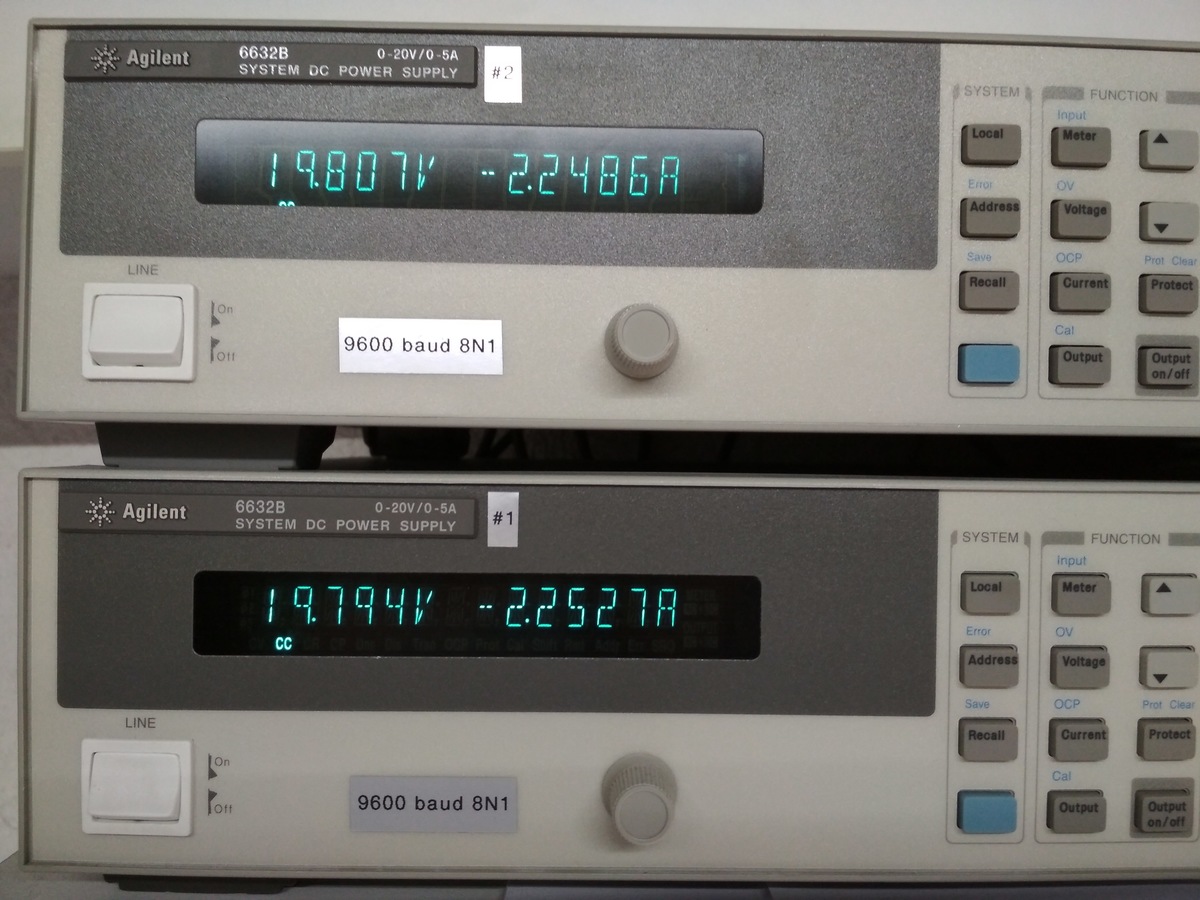 Agilent 6632B 0-20V/0-5A
SYSTEM DC POWER SUPPLY
#2
19.807V -2.2486A
LINE
On
Off
9600 baud 8N1
SYSTEM
Local
Error
Address
Save
Recall
FUNCTION
Input
Meter
OV
Voltage
OCP
Current
Prot Clear
Protect
Cal
Output
Output
on/off
Agilent 6632B 0-20V/0-5A
SYSTEM DC POWER SUPPLY
#1
19.794V -2.2527A
CC
LINE
On
Off
9600 baud 8N1
SYSTEM
Local
Error
Address
Save
Recall
FUNCTION
Input
Meter
OV
Voltage
OCP
Current
Prot Clear
Protect
Cal
Output
Output
on/off